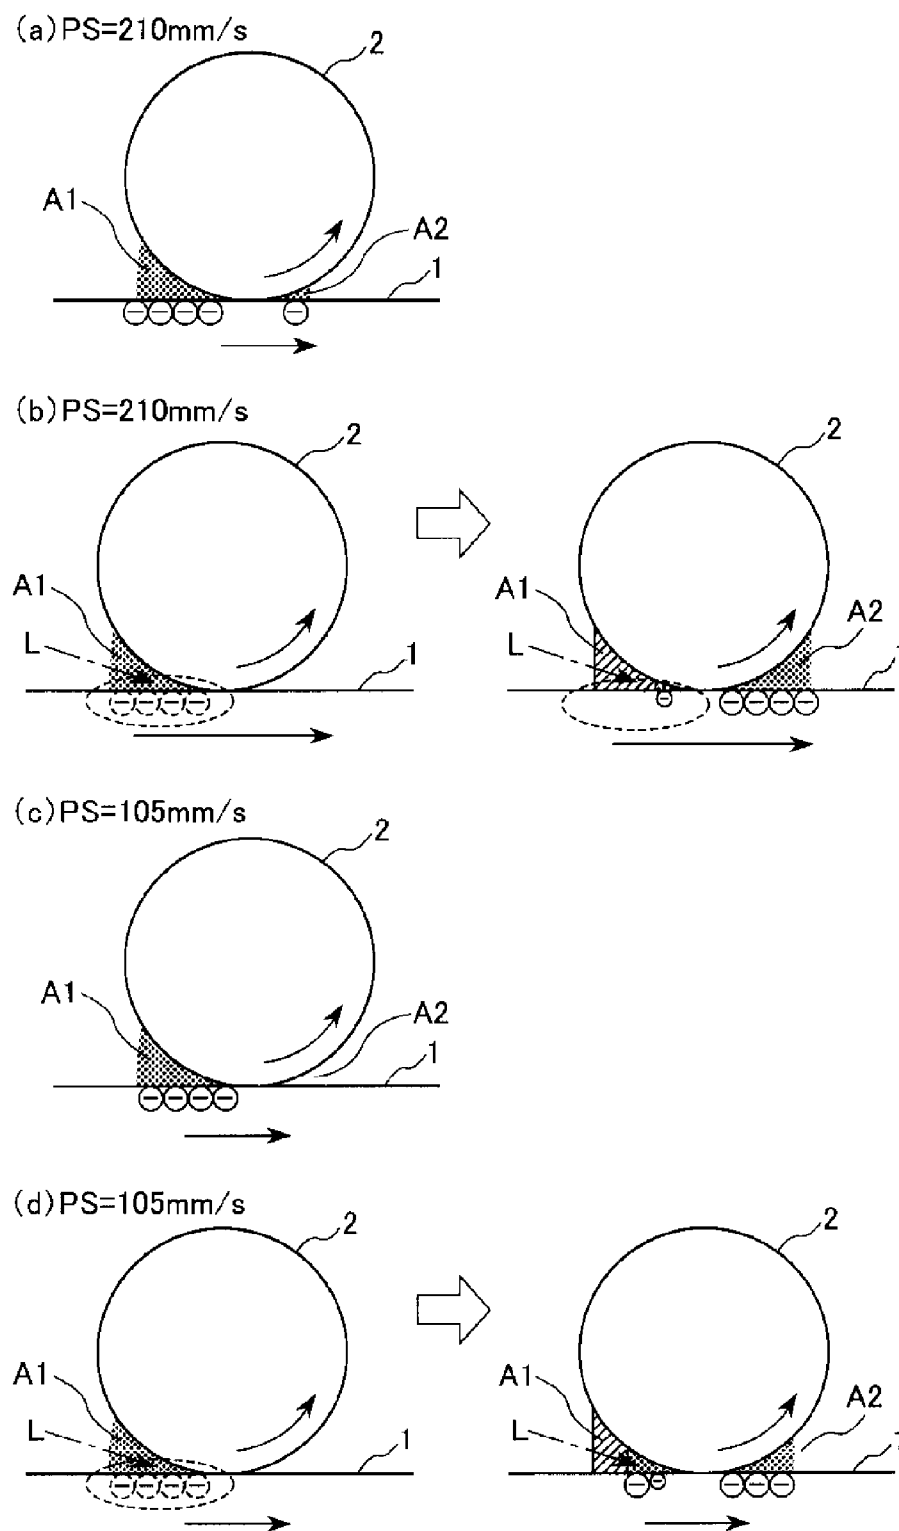 (a)PS=210mm/s
2
A1
A2
1
(b)PS=210mm/s
2
2
A1
A1
A2
L
1
L
(c)PS=105mm/s
2
A1
A2
1
(d)PS=105mm/s
2
2
A1
A1
A2
L
1
L